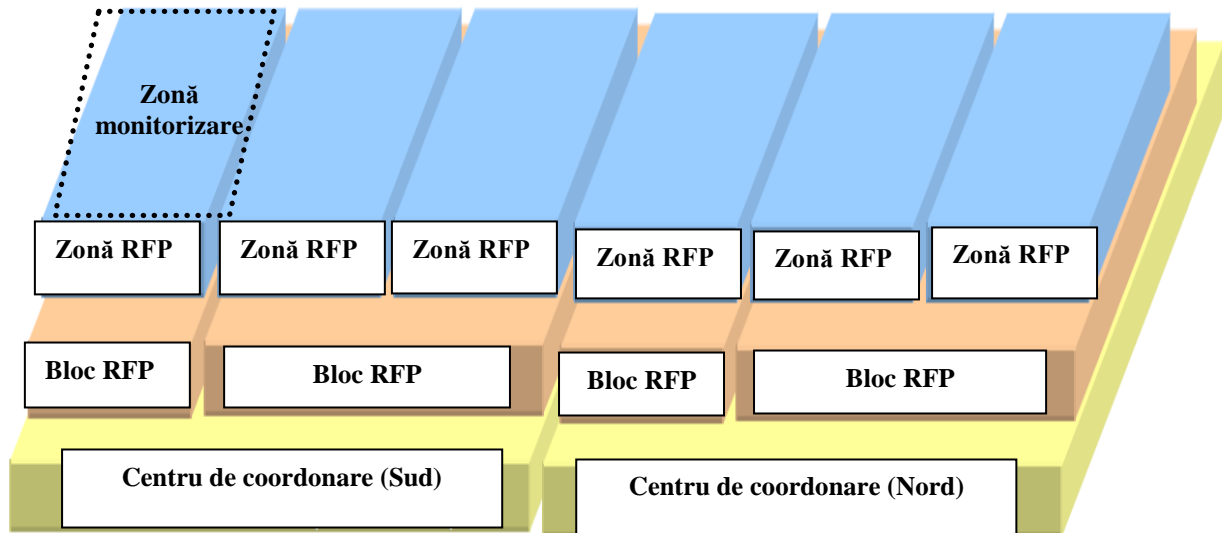 Zonă
monitorizare
Zonă RFP
Zonă RFP
Zonă RFP
Zonă RFP
Zonă RFP
Zonă RFP
Bloc RFP
Bloc RFP
Bloc RFP
Bloc RFP
Centru de coordonare (Sud)
Centru de coordonare (Nord)